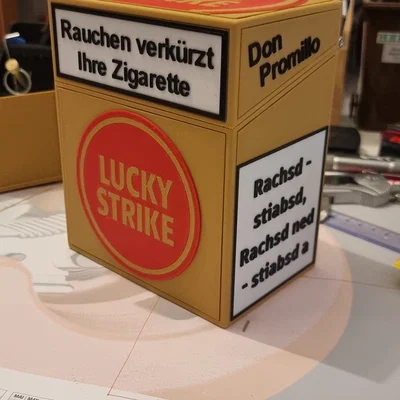 Rauchen verkürzt
Ihre Zigarette
Don
Promillo
LUCKY
STRIKE
Rachsd -
stiabsd,
Rachsd ned
- stiabsd a